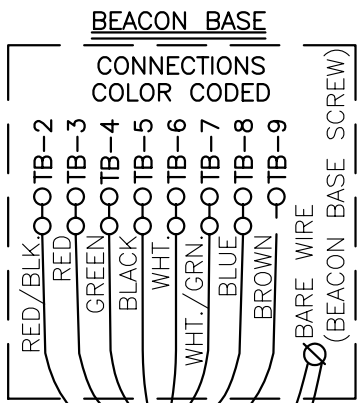 BEACON BASE
CONNECTIONS
COLOR CODED
TB-2
TB-3
TB-4
TB-5
TB-6
TB-7
TB-8
TB-9
RED/BLK.
RED
GREEN
BLACK
WHT.
WHT./GRN.
BLUE
BROWN
BARE WIRE
(BEACON BASE SCREW)